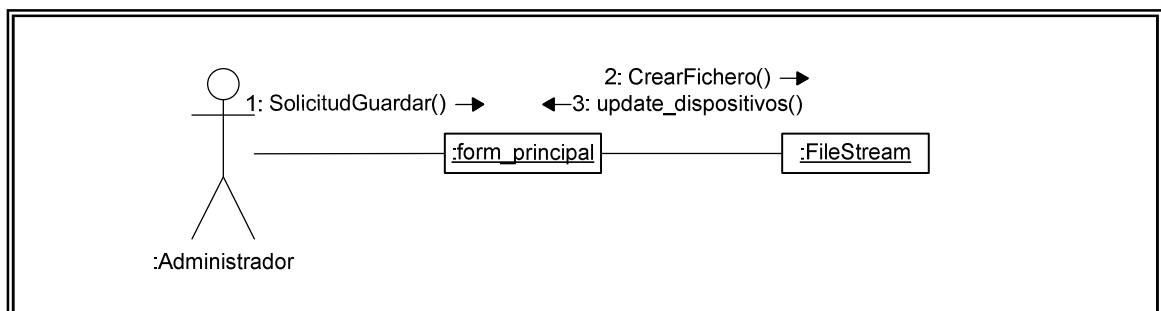 2: CrearFichero()
1: SolicitudGuardar()
3: update_dispositivos()
:form_principal
:FileStream
:Administrador